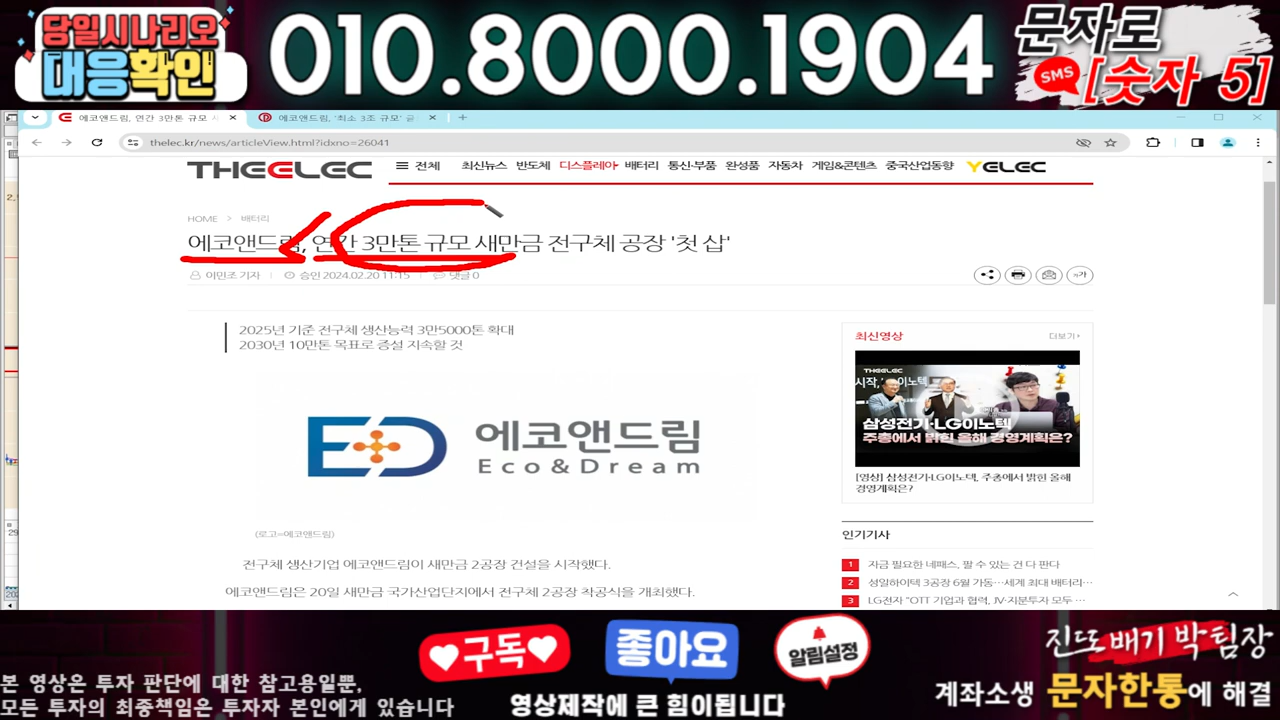 당일시나리오
대응확인
010.8000.1904
문자로
SMS
[숫자 5]
에코앤드림, 연간 3만톤 규모
에코앤드림, '최소 3조 규모'
thelec.kr/news/articleView.html?idxno=26041
THEELEC
전체 최신뉴스 반도체 디스플레이 배터리 통신·부품 완성품 자동차 게임&콘텐츠 중국산업동향 YELEC
HOME > 배터리
에코앤드림, 연간 3만톤 규모 새만금 전구체 공장 '첫 삽'
이민조 기자 승인 2024.02.20 11:15 댓글 0
가가
2025년 기준 전구체 생산능력 3만5000톤 확대
2030년 10만톤 목표로 증설 지속할 것
ED 에코앤드림
Eco&Dream
(로고=에코앤드림)
전구체 생산기업 에코앤드림이 새만금 2공장 건설을 시작했다.
에코앤드림은 20일 새만금 국가산업단지에서 전구체 2공장 착공식을 개최했다.
최신영상 더보기+
THEELEC
시작,' 이노텍
삼성전기·LG이노텍
주총에서 밝힌 올해 경영계획은?
[영상] 삼성전기·LG이노텍, 주총에서 밝힌 올해
경영계획은?
인기기사
1 자금 필요한 네패스, 팔 수 있는 건 다 판다
2 성일하이텍 3공장 6월 가동…세계 최대 배터리…
3 LG전자 "OTT 기업과 협력, JV·지분투자 모두 …
구독
좋아요
알림설정
진또배기 박팀장
본 영상은 투자 판단에 대한 참고용일뿐,
모든 투자의 최종책임은 투자자 본인에게 있습니다
영상제작에 큰 힘이됩니다
계좌소생 문자한통에 해결